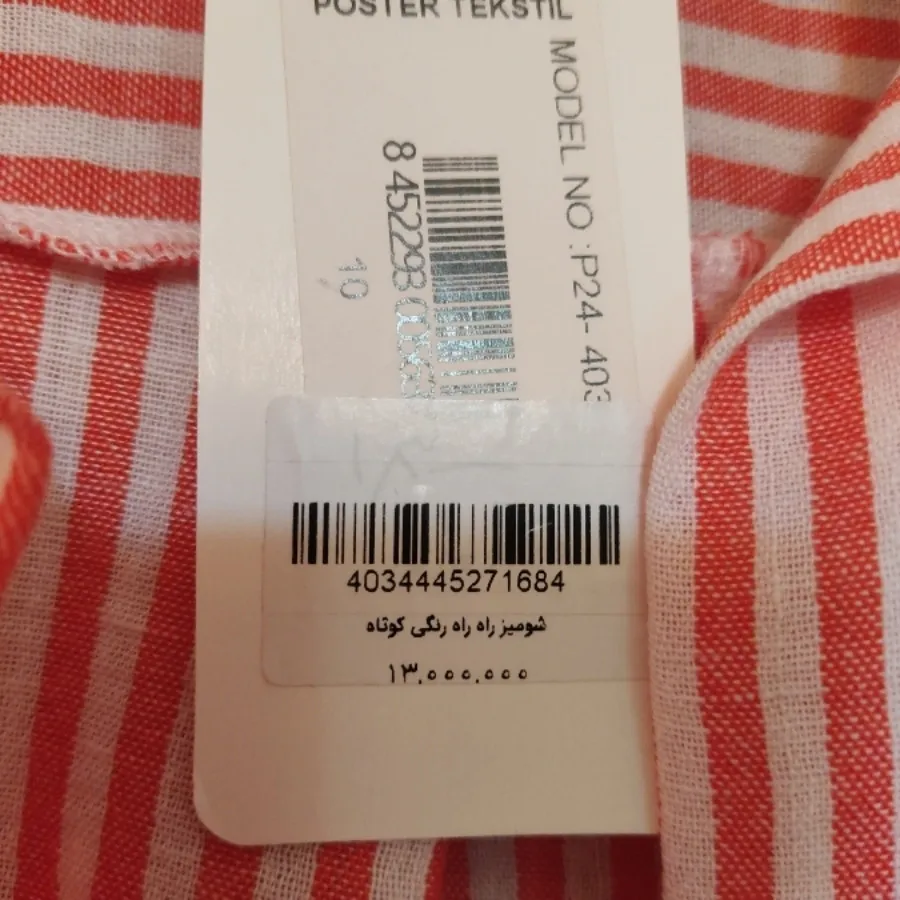 POSTER TEKSTIL
MODEL NO :P24- 403
8 452293
10
4034445271684
شومیز راه راه رنگی کوتاه
۱۳,۰۰۰,۰۰۰